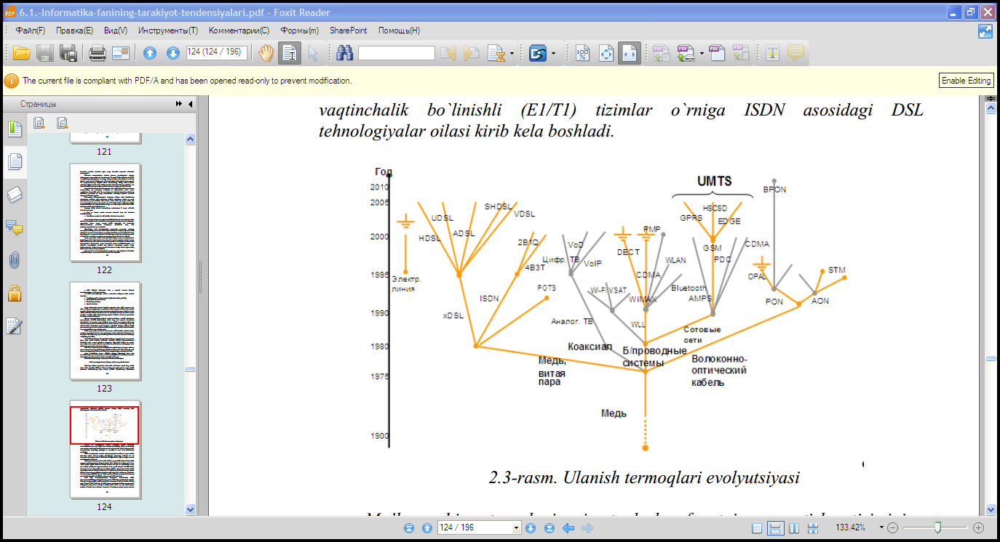 6.1.-Informatika-fanining-tarakiyot-tendensiyalari.pdf - Foxit Reader
Файл(F) Правка(E) Вид(V) Инструменты(T) Комментарии(C) Формы(m) SharePoint Помощь(H)
124 (124 / 196)
The current file is compliant with PDF/A and has been opened read-only to prevent modification.
Enable Editing
Страницы
121
122
123
124
vaqtinchalik bo`linishli (E1/T1) tizimlar o`rniga ISDN asosidagi DSL
tehnologiyalar oilasi kirib kela boshladi.
Год
2010
2005
2000
1995
1990
1980
1975
1900
UMTS
BPON
UDSL
SHDSL
VDSL
HDSL
ADSL
2B1Q
4B3T
Электр.
линия
ISDN
POTS
xDSL
VoD
Цифр. ТВ
VoIP
Аналог. ТВ
DECT
PMP
CDMA
WLAN
Wi-Fi
VSAT
WiMAX
Bluetooth
WLL
GPRS
HSCSD
EDGE
GSM
PDC
CDMA
AMPS
Сотовые
сети
OPAL
PON
AON
STM
Коаксиал
Б/проводные
системы
Медь,
витая
пара
Волоконно-
оптический
кабель
Медь
2.3-rasm. Ulanish termoqlari evolyutsiyasi
124 / 196
133.42%